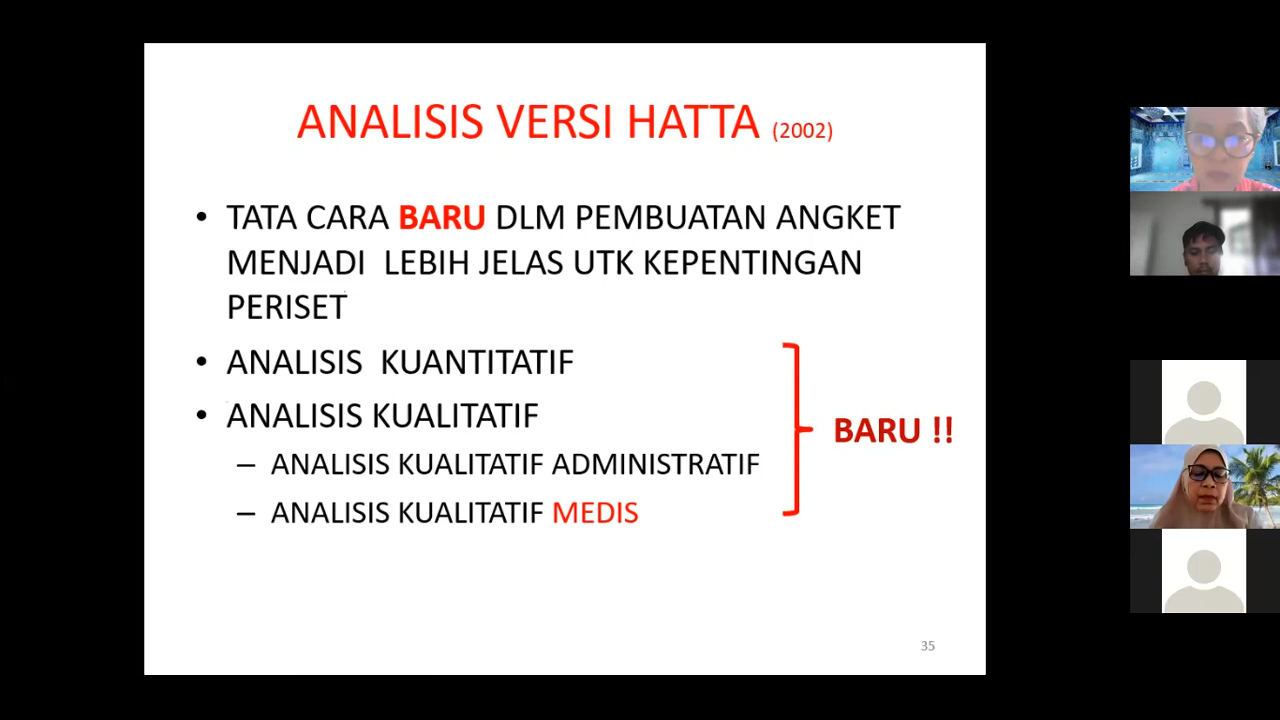 ANALISIS VERSI HATTA (2002)
• TATA CARA BARU DLM PEMBUATAN ANGKET
MENJADI LEBIH JELAS UTK KEPENTINGAN
PERISET
• ANALISIS KUANTITATIF
• ANALISIS KUALITATIF
– ANALISIS KUALITATIF ADMINISTRATIF
– ANALISIS KUALITATIF MEDIS
BARU !!
35